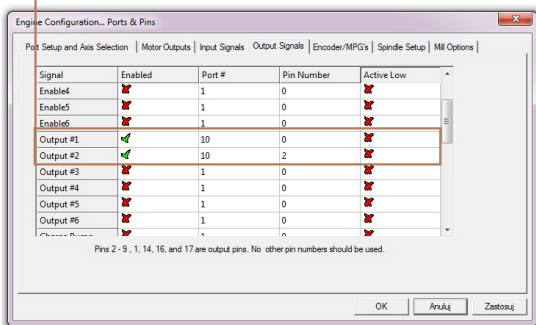 Engine Configuration... Ports & Pins
Port Setup and Axis Selection Motor Outputs Input Signals Output Signals Encoder/MPG's Spindle Setup Mill Options
Signal Enabled Port # Pin Number Active Low
Enable4 1 0
Enable5 1 0
Enable6 1 0
Output #1 10 0
Output #2 10 2
Output #3 1 0
Output #4 1 0
Output #5 1 0
Output #6 1 0
Charge Pump 1 0
Pins 2 - 9 , 1, 14, 16, and 17 are output pins. No other pin numbers should be used.
OK Anuluj Zastosuj